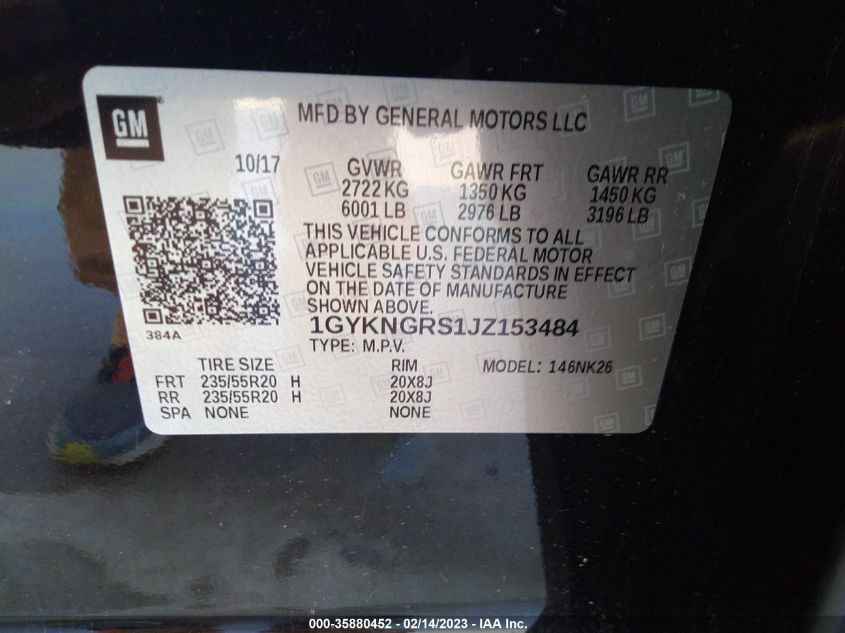 GM
MFD BY GENERAL MOTORS LLC
10/17
GVWR GAWR FRT GAWR RR
2722 KG 1350 KG 1450 KG
6001 LB 2976 LB 3196 LB
THIS VEHICLE CONFORMS TO ALL
APPLICABLE U.S. FEDERAL MOTOR
VEHICLE SAFETY STANDARDS IN EFFECT
ON THE DATE OF MANUFACTURE
SHOWN ABOVE.
384A
1GYKNGRS1JZ153484
TYPE: M.P.V.
TIRE SIZE RIM MODEL: 146NK26
FRT 235/55R20 H 20X8J
RR 235/55R20 H 20X8J
SPA NONE NONE
000-35880452 - 02/14/2023 - IAA Inc.